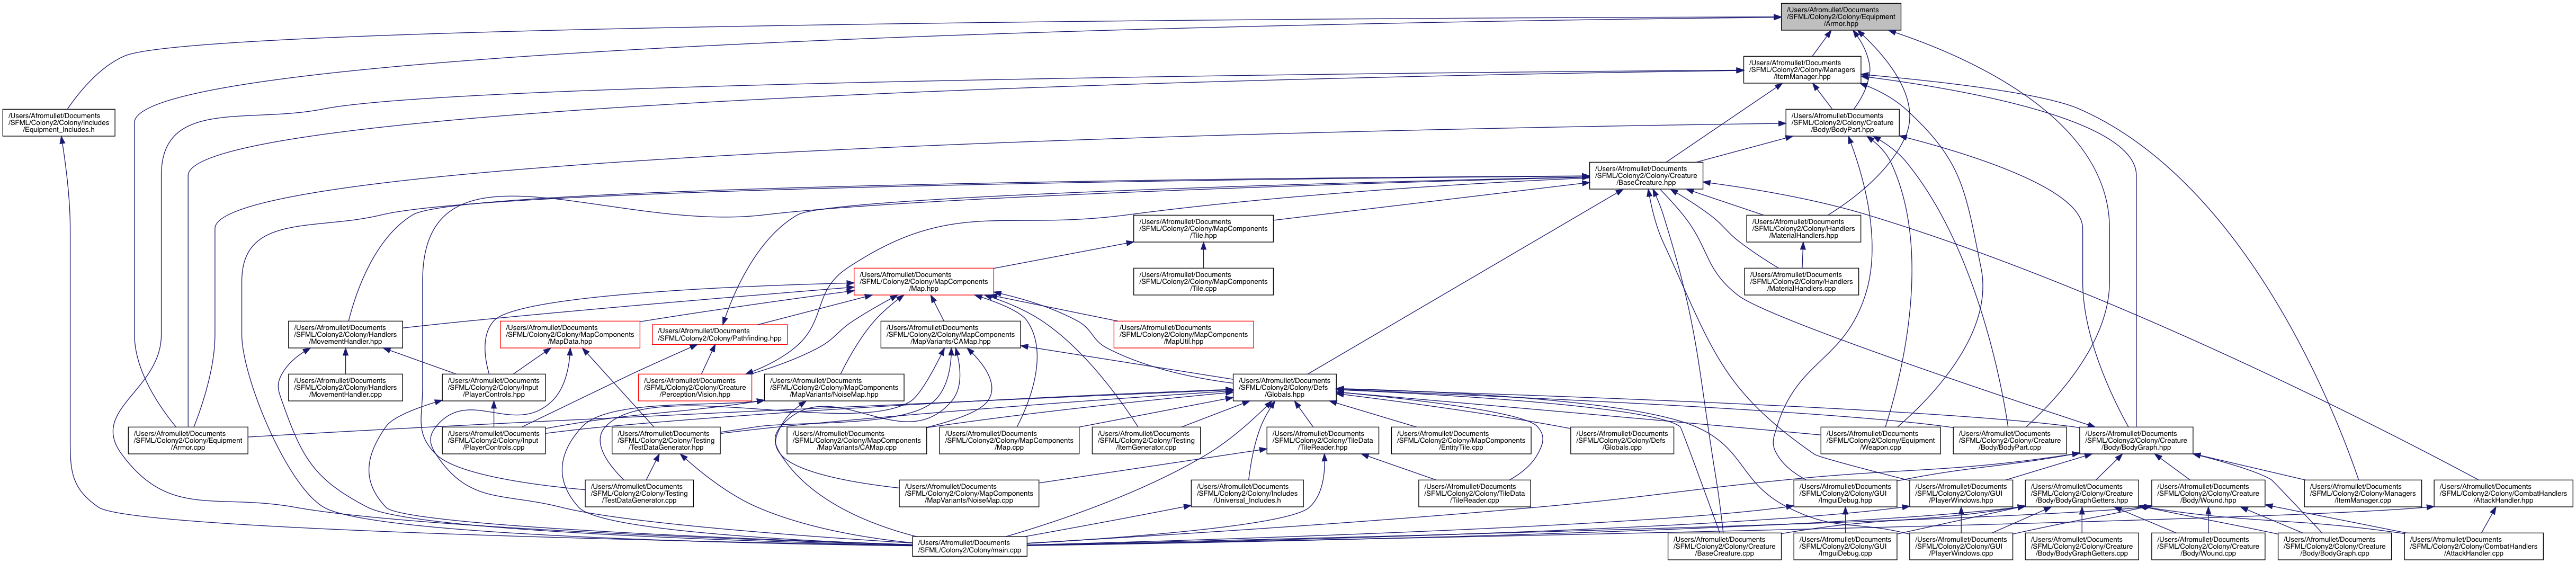 /Users/Afromullet/Documents
/SFML/Colony2/Colony/Equipment
/Armor.hpp
/Users/Afromullet/Documents
/SFML/Colony2/Colony/Managers
/ItemManager.hpp
/Users/Afromullet/Documents
/SFML/Colony2/Colony/Includes
/Equipment_Includes.h
/Users/Afromullet/Documents
/SFML/Colony2/Colony/Creature
Body/BodyPart.hpp
/Users/Afromullet/Documents
/SFML/Colony2/Colony/Creature
/BaseCreature.hpp
/Users/Afromullet/Documents
/SFML/Colony2/Colony/MapComponents
/Tile.hpp
/Users/Afromullet/Documents
/SFML/Colony2/Colony/Handlers
/MaterialHandlers.hpp
/Users/Afromullet/Documents
/SFML/Colony2/Colony/MapComponents
/Map.hpp
/Users/Afromullet/Documents
/SFML/Colony2/Colony/MapComponents
/Tile.cpp
/Users/Afromullet/Documents
/SFML/Colony2/Colony/Handlers
/MaterialHandlers.cpp
/Users/Afromullet/Documents
/SFML/Colony2/Colony/Handlers
/MovementHandler.hpp
/Users/Afromullet/Documents
/SFML/Colony2/Colony/MapComponents
/MapData.hpp
/Users/Afromullet/Documents
/SFML/Colony2/Colony/Pathfinding.hpp
/Users/Afromullet/Documents
/SFML/Colony2/Colony/MapComponents
/MapVariants/CAMap.hpp
/Users/Afromullet/Documents
/SFML/Colony2/Colony/MapComponents
/MapUtil.hpp
/Users/Afromullet/Documents
/SFML/Colony2/Colony/Handlers
/MovementHandler.cpp
/Users/Afromullet/Documents
/SFML/Colony2/Colony/Input
/PlayerControls.hpp
/Users/Afromullet/Documents
/SFML/Colony2/Colony/Creature
/Perception/Vision.hpp
/Users/Afromullet/Documents
/SFML/Colony2/Colony/MapComponents
/MapVariants/NoiseMap.hpp
/Users/Afromullet/Documents
/SFML/Colony2/Colony/Defs
/Globals.hpp
/Users/Afromullet/Documents
/SFML/Colony2/Colony/Equipment
/Armor.cpp
/Users/Afromullet/Documents
/SFML/Colony2/Colony/Input
/PlayerControls.cpp
/Users/Afromullet/Documents
/SFML/Colony2/Colony/Testing
/TestDataGenerator.hpp
/Users/Afromullet/Documents
/SFML/Colony2/Colony/MapComponents
/MapVariants/CAMap.cpp
/Users/Afromullet/Documents
/SFML/Colony2/Colony/MapComponents
/Map.cpp
/Users/Afromullet/Documents
/SFML/Colony2/Colony/Testing
/ItemGenerator.cpp
/Users/Afromullet/Documents
/SFML/Colony2/Colony/TileData
/TileReader.hpp
/Users/Afromullet/Documents
/SFML/Colony2/Colony/MapComponents
/EntityTile.cpp
/Users/Afromullet/Documents
/SFML/Colony2/Colony/Defs
/Globals.cpp
/Users/Afromullet/Documents
/SFML/Colony2/Colony/Equipment
/Weapon.cpp
/Users/Afromullet/Documents
/SFML/Colony2/Colony/Creature
/Body/BodyPart.cpp
/Users/Afromullet/Documents
/SFML/Colony2/Colony/Creature
/Body/BodyGraph.hpp
/Users/Afromullet/Documents
/SFML/Colony2/Colony/Testing
/TestDataGenerator.cpp
/Users/Afromullet/Documents
/SFML/Colony2/Colony/MapComponents
/MapVariants/NoiseMap.cpp
/Users/Afromullet/Documents
/SFML/Colony2/Colony/Includes
/Universal_Includes.h
/Users/Afromullet/Documents
/SFML/Colony2/Colony/TileData
/TileReader.cpp
/Users/Afromullet/Documents
/SFML/Colony2/Colony/GUI
/ImguiDebug.hpp
/Users/Afromullet/Documents
/SFML/Colony2/Colony/GUI
/PlayerWindows.hpp
/Users/Afromullet/Documents
/SFML/Colony2/Colony/Creature
Body/BodyGraphGetters.hpp
/Users/Afromullet/Documents
/SFML/Colony2/Colony/Creature
/Body/Wound.hpp
/Users/Afromullet/Documents
/SFML/Colony2/Colony/Managers
/ItemManager.cpp
/Users/Afromullet/Documents
/SFML/Colony2/Colony/CombatHandlers
/AttackHandler.hpp
/Users/Afromullet/Documents
/SFML/Colony2/Colony/main.cpp
/Users/Afromullet/Documents
/SFML/Colony2/Colony/Creature
/BaseCreature.cpp
/Users/Afromullet/Documents
/SFML/Colony2/Colony/GUI
/ImguiDebug.cpp
/Users/Afromullet/Documents
/SFML/Colony2/Colony/GUI
/PlayerWindows.cpp
/Users/Afromullet/Documents
/SFML/Colony2/Colony/Creature
/Body/BodyGraphGetters.cpp
/Users/Afromullet/Documents
/SFML/Colony2/Colony/Creature
/Body/Wound.cpp
/Users/Afromullet/Documents
/SFML/Colony2/Colony/Creature
/Body/BodyGraph.cpp
/Users/Afromullet/Documents
/SFML/Colony2/Colony/CombatHandlers
/AttackHandler.cpp